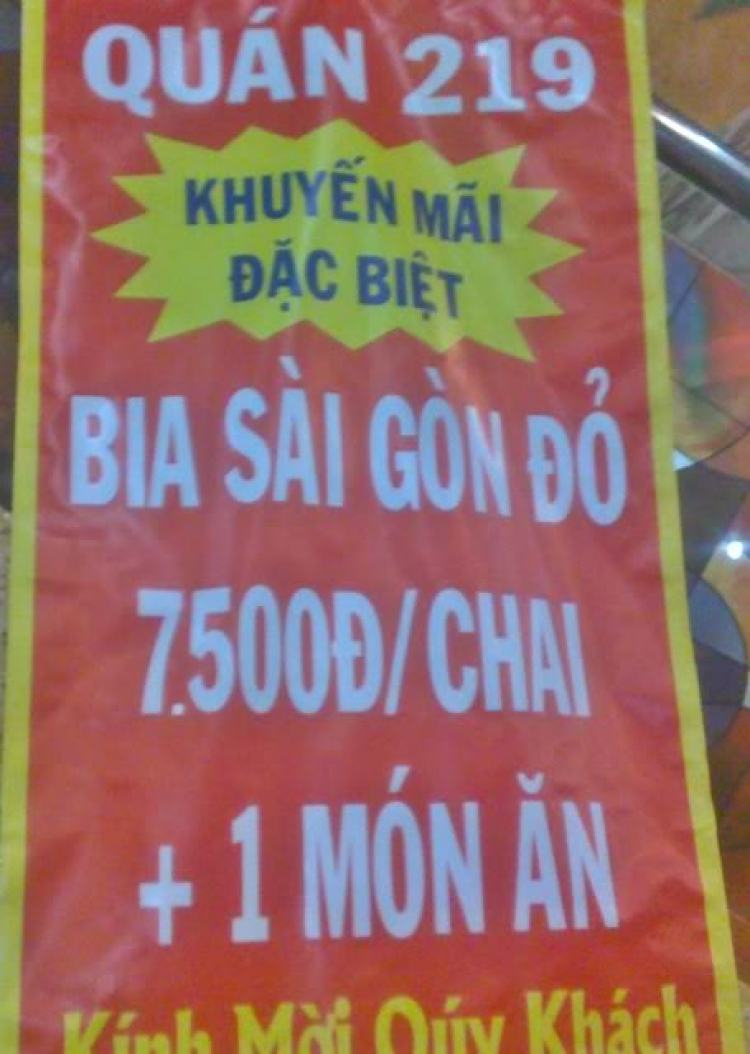 QUÁN 219
KHUYẾN MÃI
ĐẶC BIỆT
BIA SÀI GÒN ĐỎ
7.500Đ/CHAI
+ 1 MÓN ĂN
Kính Mời Qúy Khách